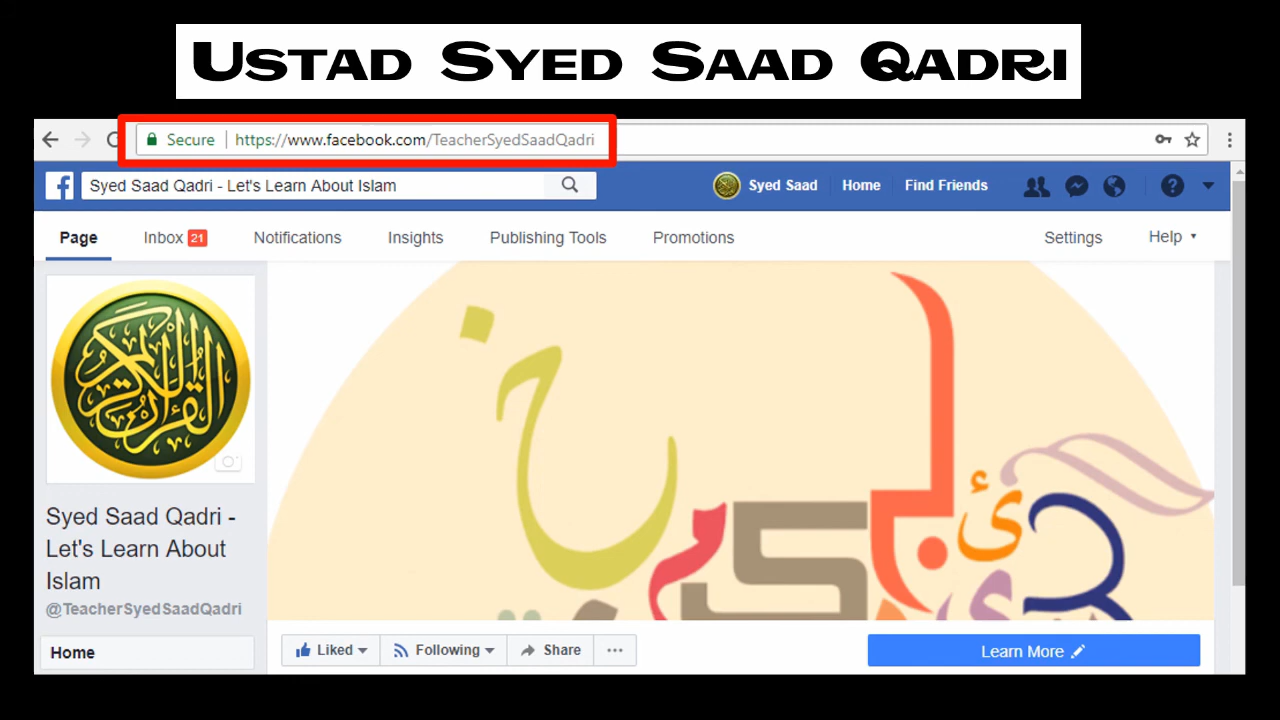 Ustad Syed Saad Qadri
Secure | https://www.facebook.com/TeacherSyedSaadQadri
f Syed Saad Qadri - Let's Learn About Islam Syed Saad Home Find Friends ?
Page Inbox 21 Notifications Insights Publishing Tools Promotions Settings Help
القرآن الكريم
Syed Saad Qadri -
Let's Learn About
Islam
@TeacherSyedSaadQadri
Home
Liked Following Share ... Learn More